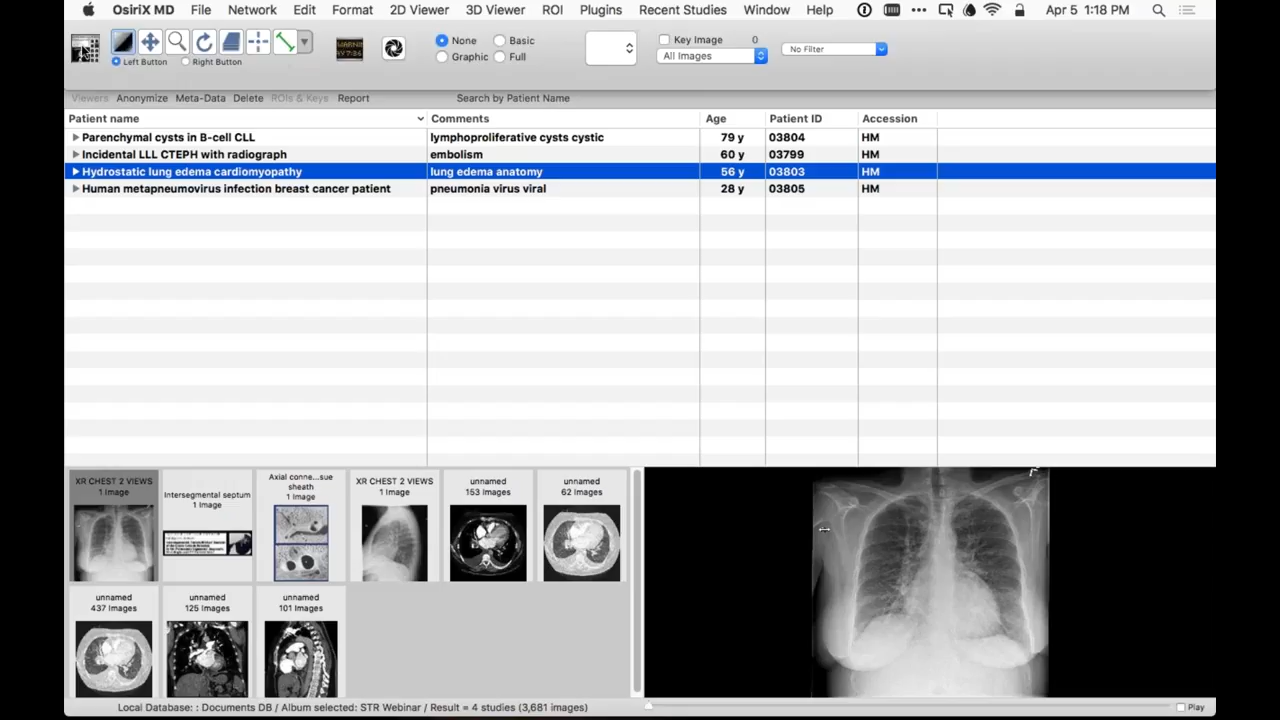 OsiriX MD File Network Edit Format 2D Viewer 3D Viewer ROI Plugins Recent Studies Window Help Apr 5 1:18 PM
None Basic
Graphic Full
Key Image 0
All Images
No Filter
Left Button Right Button
Viewers Anonymize Meta-Data Delete ROIs & Keys Report Search by Patient Name
Patient name Comments Age Patient ID Accession
Parenchymal cysts in B-cell CLL lymphoproliferative cysts cystic 79 y 03804 HM
Incidental LLL CTEPH with radiograph embolism 60 y 03799 HM
Hydrostatic lung edema cardiomyopathy lung edema anatomy 56 y 03803 HM
Human metapneumovirus infection breast cancer patient pneumonia virus viral 28 y 03805 HM
XR CHEST 2 VIEWS
1 Image
Intersegmental septum
1 Image
Axial conne...sue
sheath
1 Image
XR CHEST 2 VIEWS
1 Image
unnamed
153 Images
unnamed
62 Images
unnamed
437 Images
unnamed
125 Images
unnamed
101 Images
Local Database: : Documents DB / Album selected: STR Webinar / Result = 4 studies (3,681 images)
Play